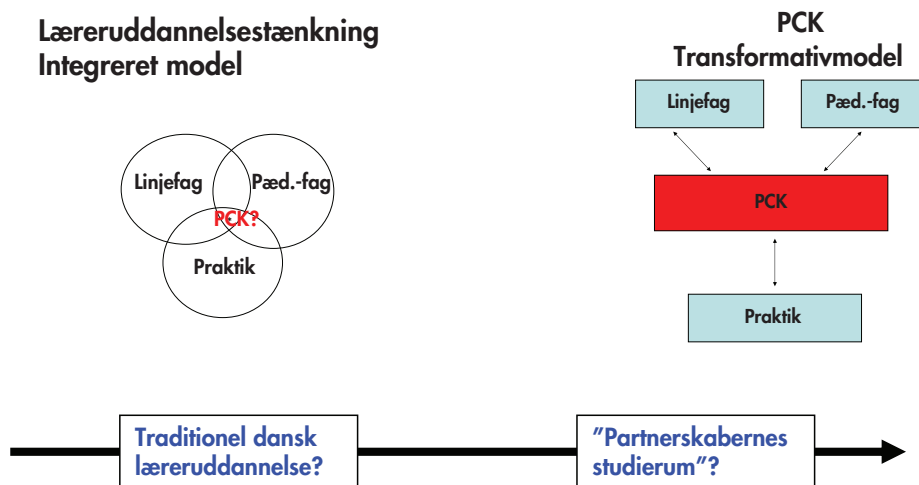 Læreruddannelsestænkning
Integreret model
PCK
Transformativmodel
Linjefag
Pæd.-fag
PCK?
Praktik
Linjefag
Pæd.-fag
PCK
Praktik
Traditionel dansk
læreruddannelse?
”Partnerskabernes
studierum”?